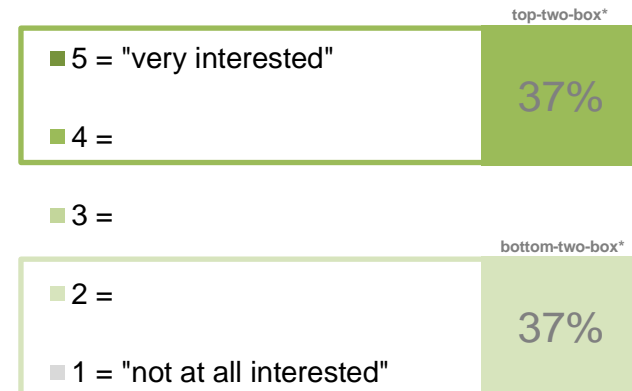 top-two-box*
5 = "very interested"
37%
4 =
3 =
bottom-two-box*
2 =
37%
1 = "not at all interested"